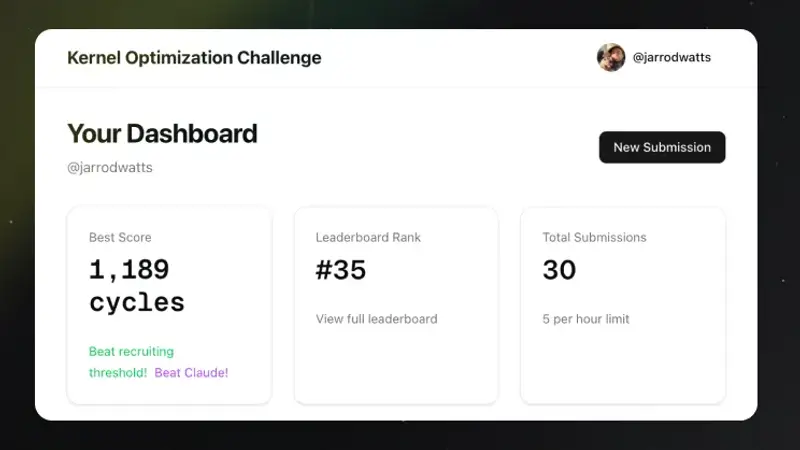 Kernel Optimization Challenge
@jarrodwatts
Your Dashboard
@jarrodwatts
New Submission
Best Score
1,189
cycles
Beat recruiting
threshold! Beat Claude!
Leaderboard Rank
#35
View full leaderboard
Total Submissions
30
5 per hour limit